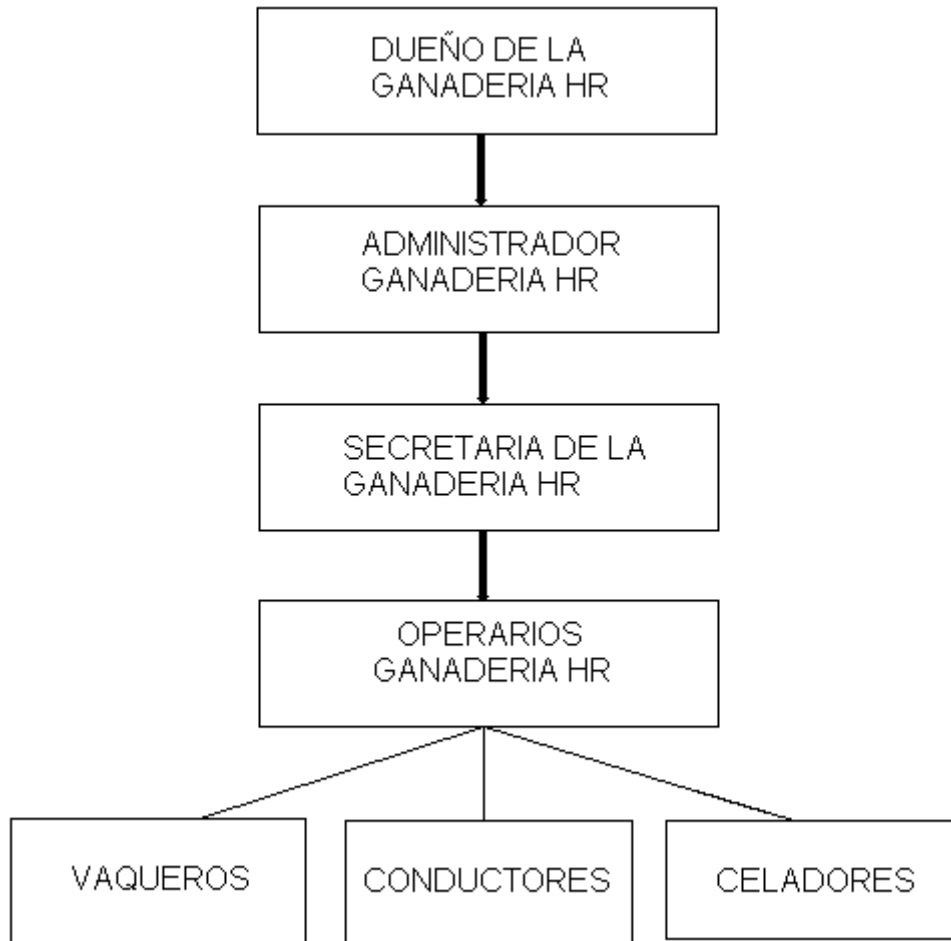 DUEÑO DE LA
GANADERIA HR
ADMINISTRADOR
GANADERIA HR
SECRETARIA DE LA
GANADERIA HR
OPERARIOS
GANADERIA HR
VAQUEROS
CONDUCTORES
CELADORES